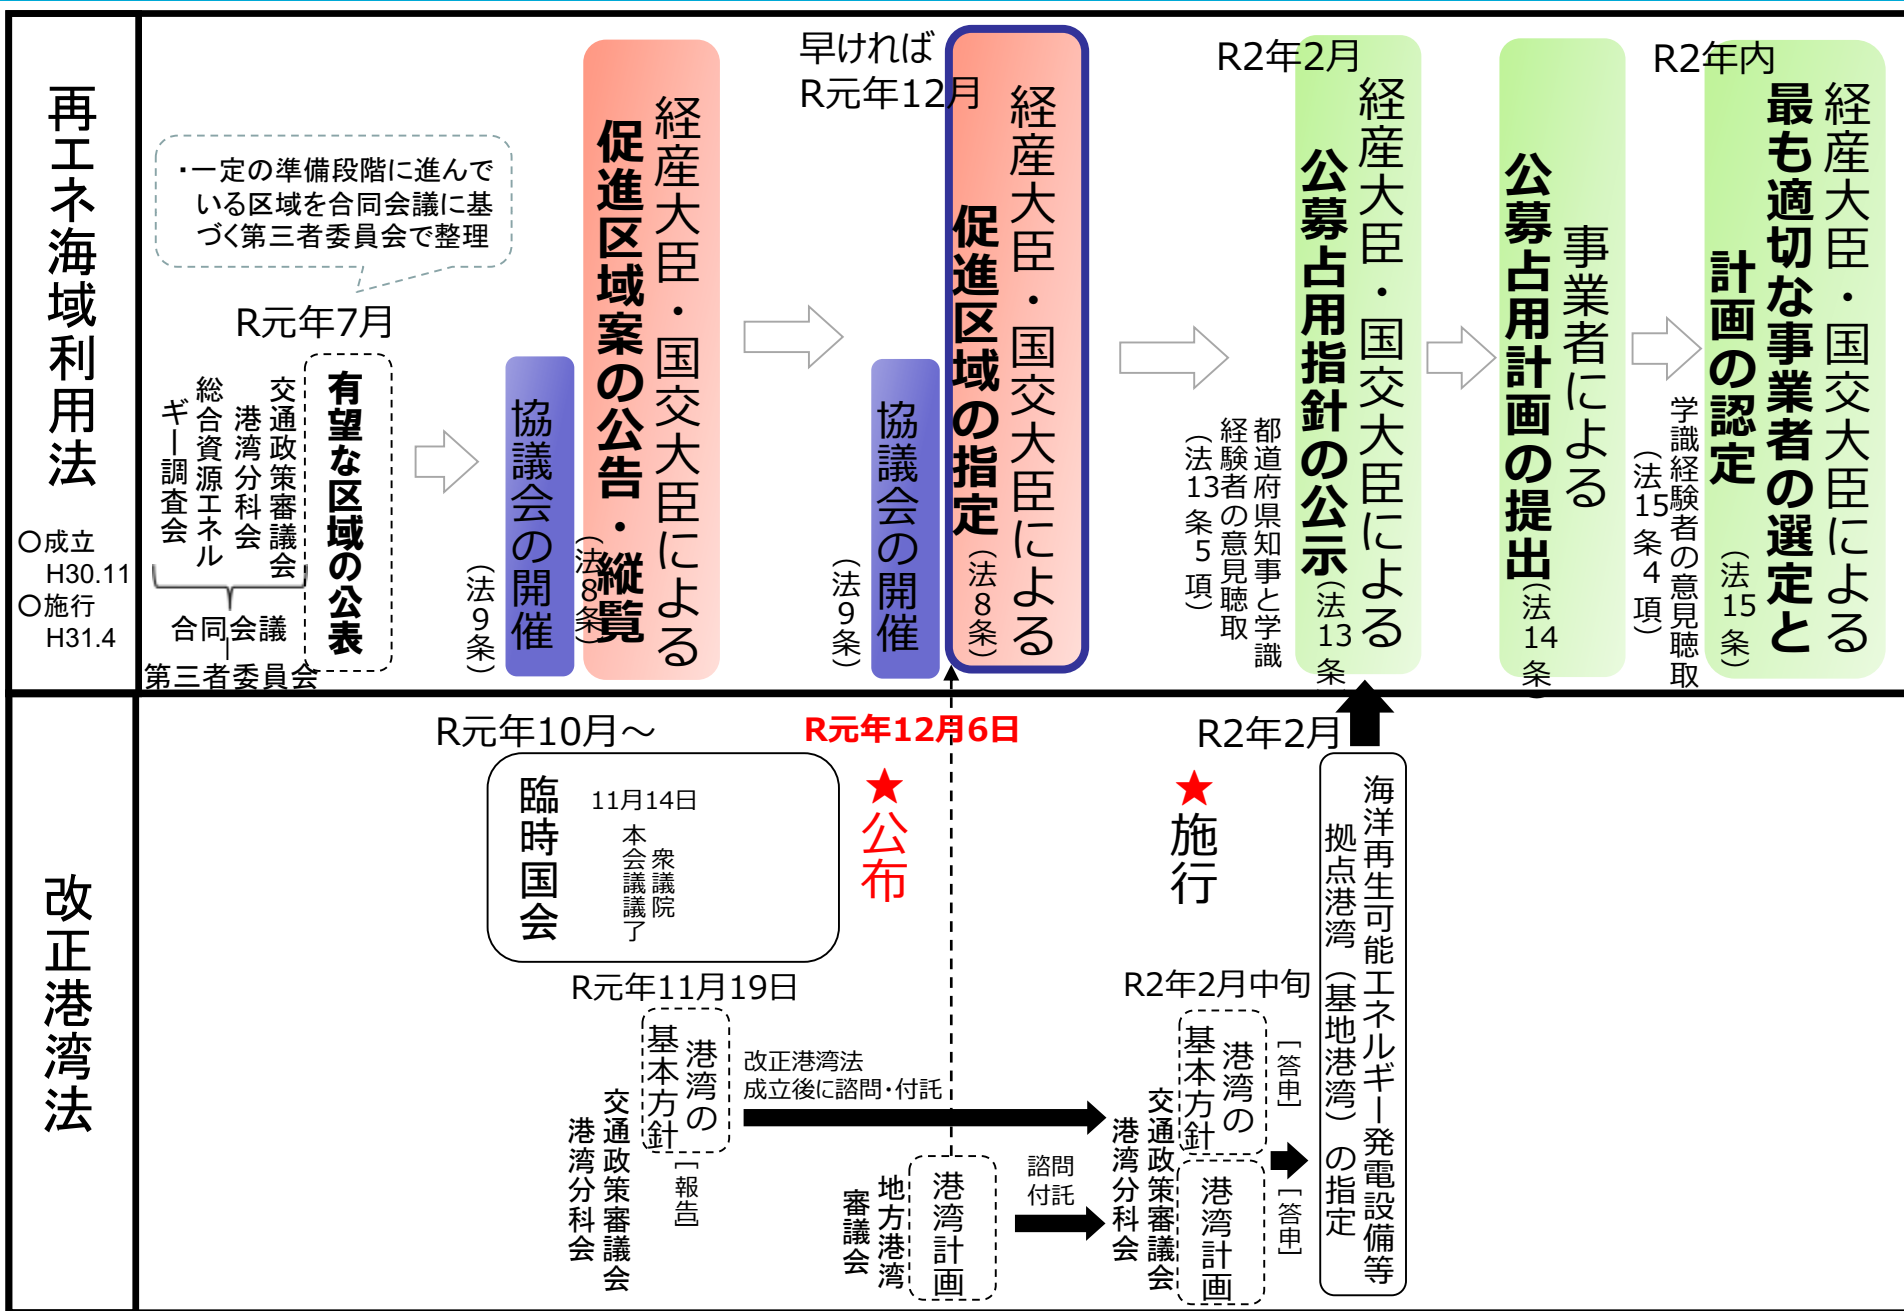 再エネ海域利用法
〇成立
H30.11
〇施行
H31.4
・一定の準備段階に進んで
いる区域を合同会議に基
づく第三者委員会で整理
R元年7月
有望な区域の公表
交通政策審議会
港湾分科会
総合資源エネル
ギー調査会
合同会議
第三者委員会
協議会の開催
（法9条）
経産大臣・国交大臣による
促進区域案の公告・縦覧
（法8条）
早ければ
R元年12月
協議会の開催
（法9条）
経産大臣・国交大臣による
促進区域の指定（法8条）
R2年2月
経産大臣・国交大臣による
公募占用指針の公示（法13条
都道府県知事と学識
経験者の意見聴取
（法13条5項）
事業者による
公募占用計画の提出（法14条）
R2年内
経産大臣・国交大臣による
最も適切な事業者の選定と
計画の認定（法15条）
学識経験者の意見聴取
（法15条4項）
改正港湾法
R元年10月～
臨時国会
11月14日
衆議院
本会議議了
R元年12月6日
★公布
R2年2月
★施行
海洋再生可能エネルギー発電設備等
拠点港湾（基地港湾）の指定
R元年11月19日
港湾の
基本方針
［報告］
交通政策審議会
港湾分科会
改正港湾法
成立後に諮問・付託
港湾計画
地方港湾
審議会
諮問
付託
R2年2月中旬
港湾の
基本方針
［答申］
港湾計画
［答申］
交通政策審議会
港湾分科会